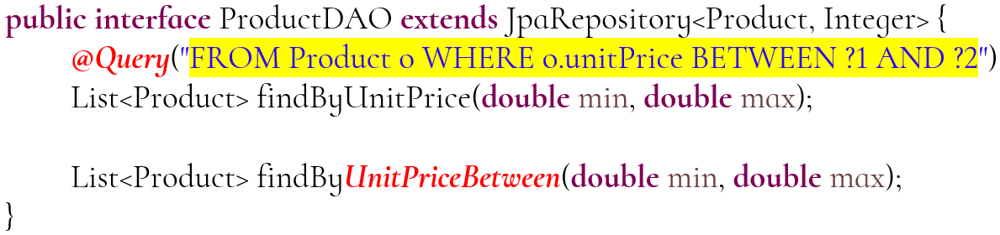 public interface ProductDAO extends JpaRepository<Product, Integer> {
@Query("FROM Product o WHERE o.unitPrice BETWEEN ?1 AND ?2")
List<Product> findByUnitPrice(double min, double max);
List<Product> findByUnitPriceBetween(double min, double max);
}